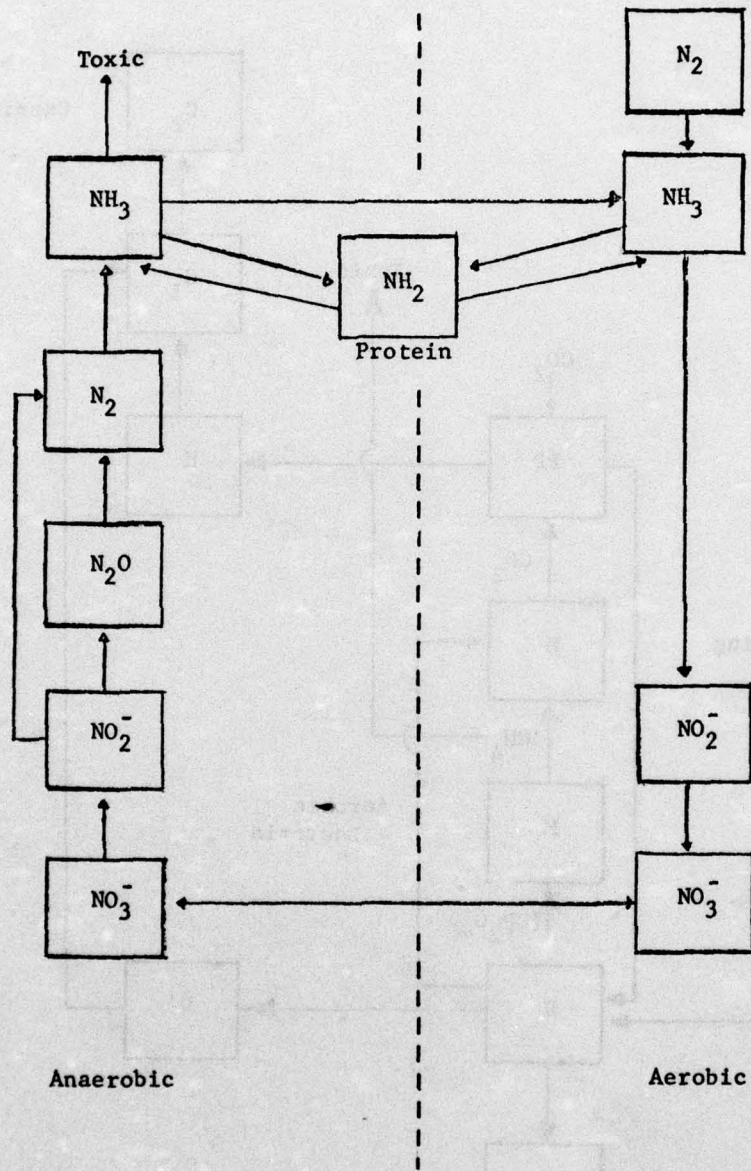 Toxic
N₂
NH₃
NH₃
NH₂
Protein
N₂
N₂O
NO₂⁻
NO₂⁻
NO₃⁻
NO₃⁻
Anaerobic
Aerobic